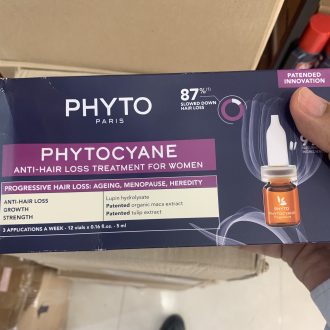 PATENTED
INNOVATION
PHYTO
PARIS
87%
SLOWED DOWN
HAIR LOSS
PHYTOCYANE
ANTI-HAIR LOSS TREATMENT FOR WOMEN
PROGRESSIVE HAIR LOSS: AGEING, MENOPAUSE, HEREDITY
ANTI-HAIR LOSS
GROWTH
STRENGTH
Lupin hydrolysate
Patented organic maca extract
Patented tulip extract
3 APPLICATIONS A WEEK - 12 vials x 0.16 fl.oz. - 5 ml
PHYTO
PHYTOCYANE